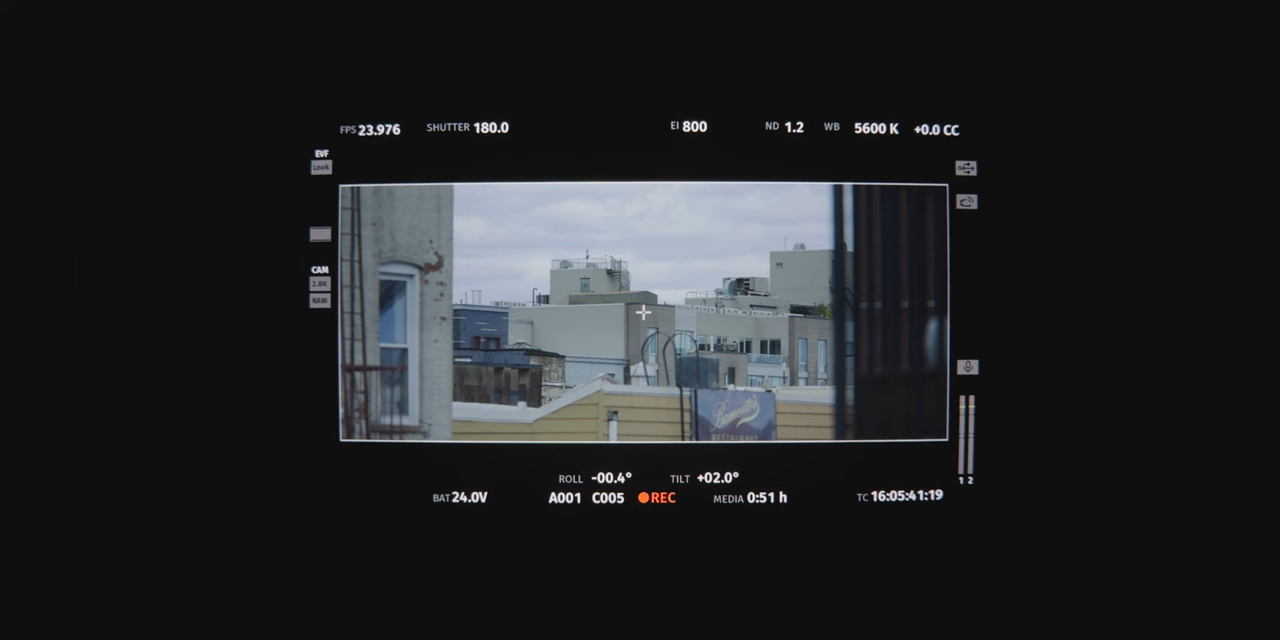 FPS 23.976 SHUTTER 180.0 EI 800 ND 1.2 WB 5600 K +0.0 CC
EVF
Look
CAM
2.8K
RAW
Bamonte's
RESTAURANT
1 2
ROLL -00.4° TILT +02.0°
BAT 24.0V A001 C005 REC MEDIA 0:51 h TC 16:05:41:19